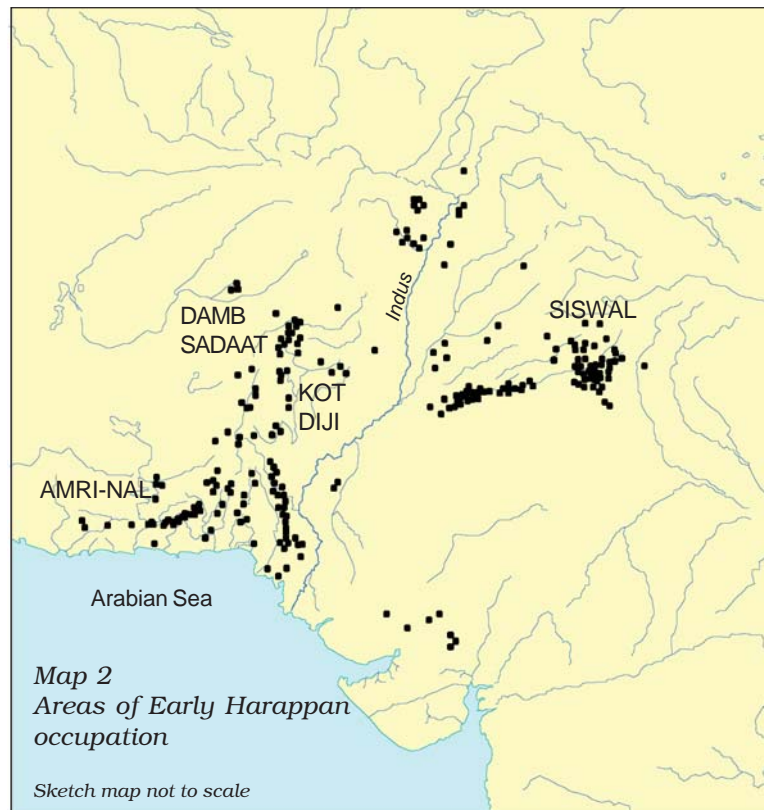 DAMB
SADAAT
Indus
SISWAL
KOT
DIJI
AMRI-NAL
Arabian Sea
Map 2
Areas of Early Harappan
occupation
Sketch map not to scale